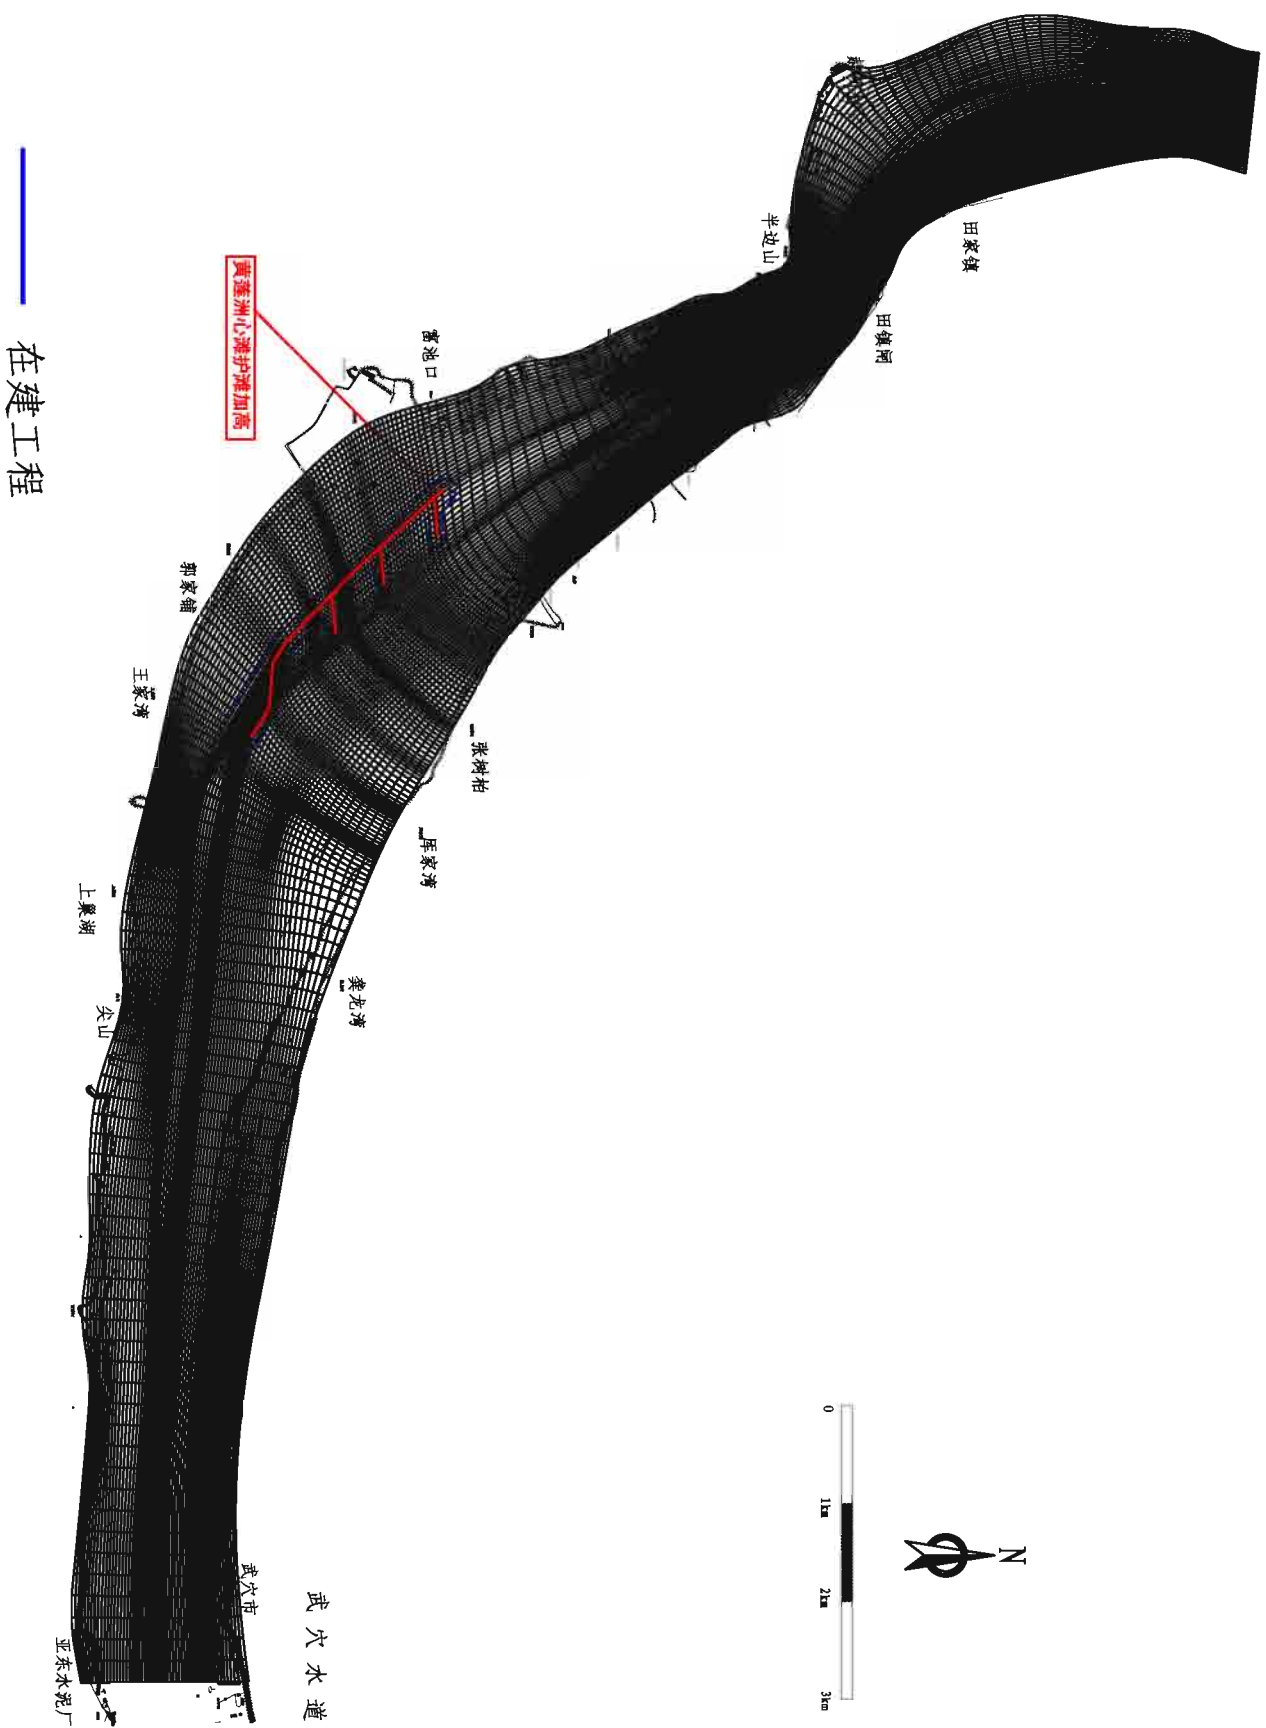 田家镇
半边山
田镇闸
富池口
黄莲洲心滩护滩加高
郭家铺
王家湾
张树柏
库家湾
上巢湖
龚龙湾
尖山
武穴市
武穴水道
亚东水泥厂
在建工程
N
0
1km
2km
3km